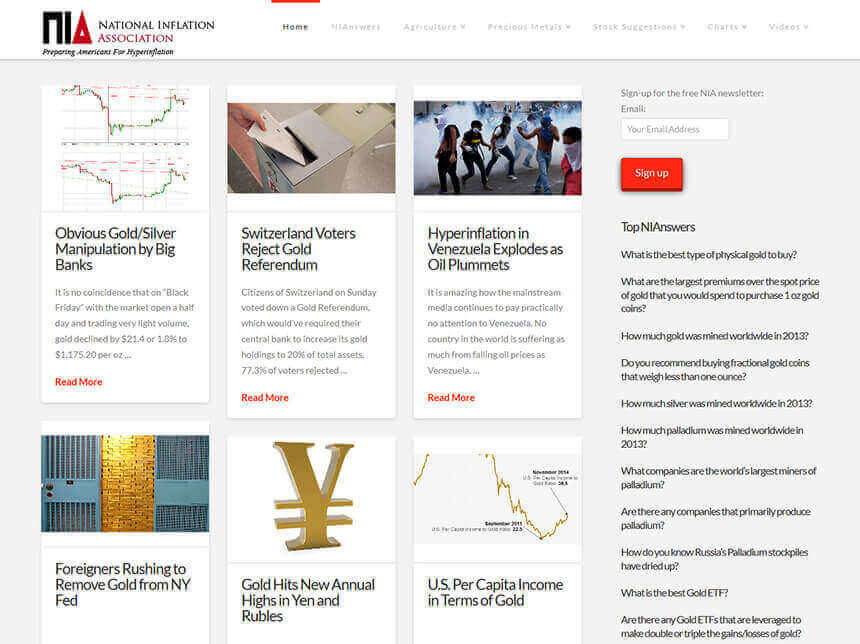 NIA NATIONAL INFLATION
ASSOCIATION
Preparing Americans For Hyperinflation
Home NIAnswers Agriculture Precious Metals Stock Suggestions Charts Videos
Obvious Gold/Silver
Manipulation by Big
Banks
It is no coincidence that on “Black
Friday” with the market open a half
day and trading very light volume,
gold declined by $21.4 or 1.8% to
$1,175.20 per oz ...
Read More
Switzerland Voters
Reject Gold
Referendum
Citizens of Switzerland on Sunday
voted down a Gold Referendum,
which would’ve required their
central bank to increase its gold
holdings to 20% of total assets.
77.3% of voters rejected ...
Read More
Hyperinflation in
Venezuela Explodes as
Oil Plummets
It is amazing how the mainstream
media continues to pay practically
no attention to Venezuela. No
country in the world is suffering as
much from falling oil prices as
Venezuela. ...
Read More
Foreigners Rushing to
Remove Gold from NY
Fed
Gold Hits New Annual
Highs in Yen and
Rubles
November 2014
U.S. Per Capita Income to
Gold Ratio: 38.5
September 2011
U.S. Per Capita Income to
Gold Ratio: 22.5
U.S. Per Capita Income
in Terms of Gold
Sign-up for the free NIA newsletter:
Email:
Your Email Address
Sign up
Top NIAnswers
What is the best type of physical gold to buy?
What are the largest premiums over the spot price
of gold that you would spend to purchase 1 oz gold
coins?
How much gold was mined worldwide in 2013?
Do you recommend buying fractional gold coins
that weigh less than one ounce?
How much silver was mined worldwide in 2013?
How much palladium was mined worldwide in
2013?
What companies are the world’s largest miners of
palladium?
Are there any companies that primarily produce
palladium?
How do you know Russia’s Palladium stockpiles
have dried up?
What is the best Gold ETF?
Are there any Gold ETFs that are leveraged to
make double or triple the gains/losses of gold?